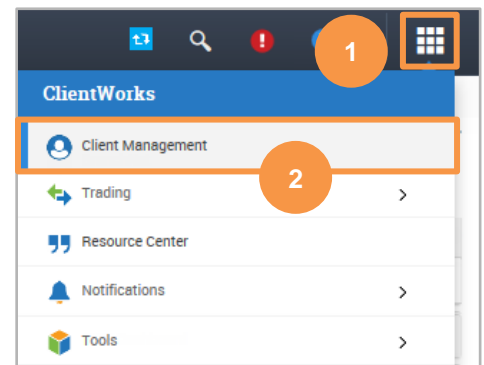 1
ClientWorks
Client Management
2
Trading
Resource Center
Notifications
Tools